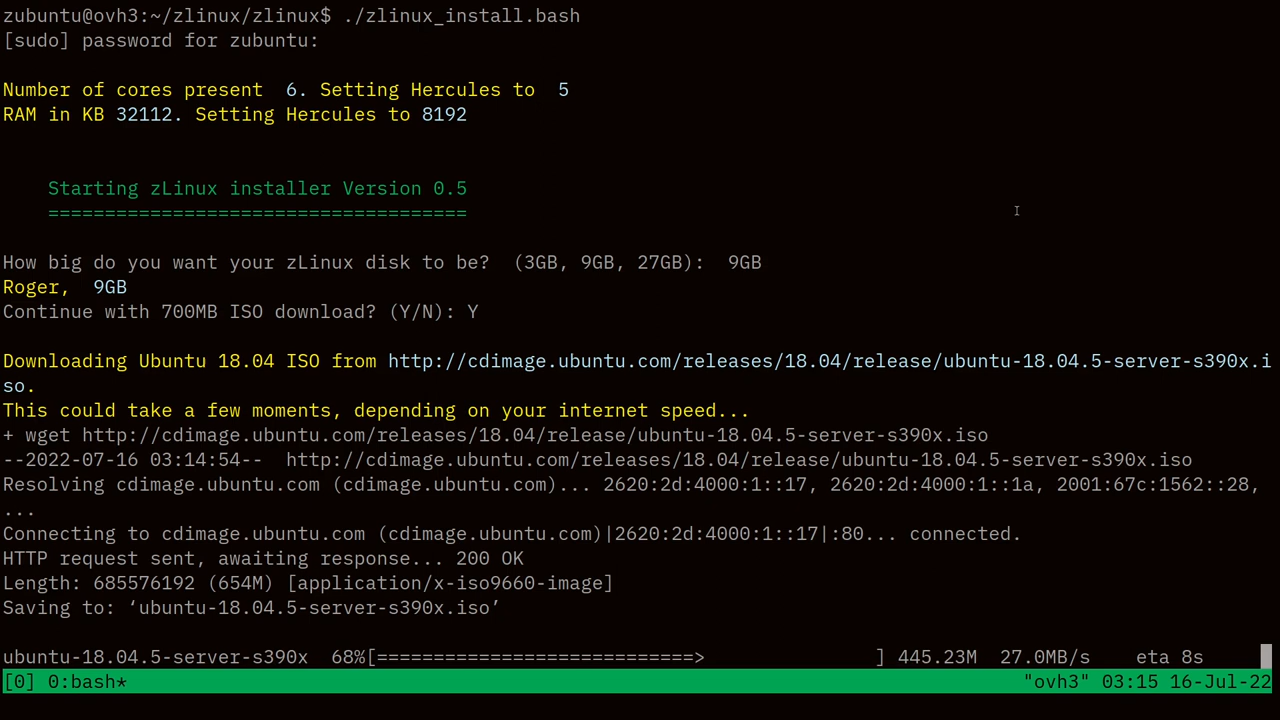 zubuntu@ovh3:~/zlinux/zlinux$ ./zlinux_install.bash
[sudo] password for zubuntu:
Number of cores present  6. Setting Hercules to  5
RAM in KB 32112. Setting Hercules to 8192
Starting zLinux installer Version 0.5
=====================================
How big do you want your zLinux disk to be?  (3GB, 9GB, 27GB):  9GB
Roger,  9GB
Continue with 700MB ISO download? (Y/N): Y
Downloading Ubuntu 18.04 ISO from http://cdimage.ubuntu.com/releases/18.04/release/ubuntu-18.04.5-server-s390x.i
so.
This could take a few moments, depending on your internet speed...
+ wget http://cdimage.ubuntu.com/releases/18.04/release/ubuntu-18.04.5-server-s390x.iso
--2022-07-16 03:14:54--  http://cdimage.ubuntu.com/releases/18.04/release/ubuntu-18.04.5-server-s390x.iso
Resolving cdimage.ubuntu.com (cdimage.ubuntu.com)... 2620:2d:4000:1::17, 2620:2d:4000:1::1a, 2001:67c:1562::28,
...
Connecting to cdimage.ubuntu.com (cdimage.ubuntu.com)|2620:2d:4000:1::17|:80... connected.
HTTP request sent, awaiting response... 200 OK
Length: 685576192 (654M) [application/x-iso9660-image]
Saving to: ‘ubuntu-18.04.5-server-s390x.iso’
ubuntu-18.04.5-server-s390x  68%[============================>               ] 445.23M  27.0MB/s    eta 8s
[0] 0:bash* "ovh3" 03:15 16-Jul-22